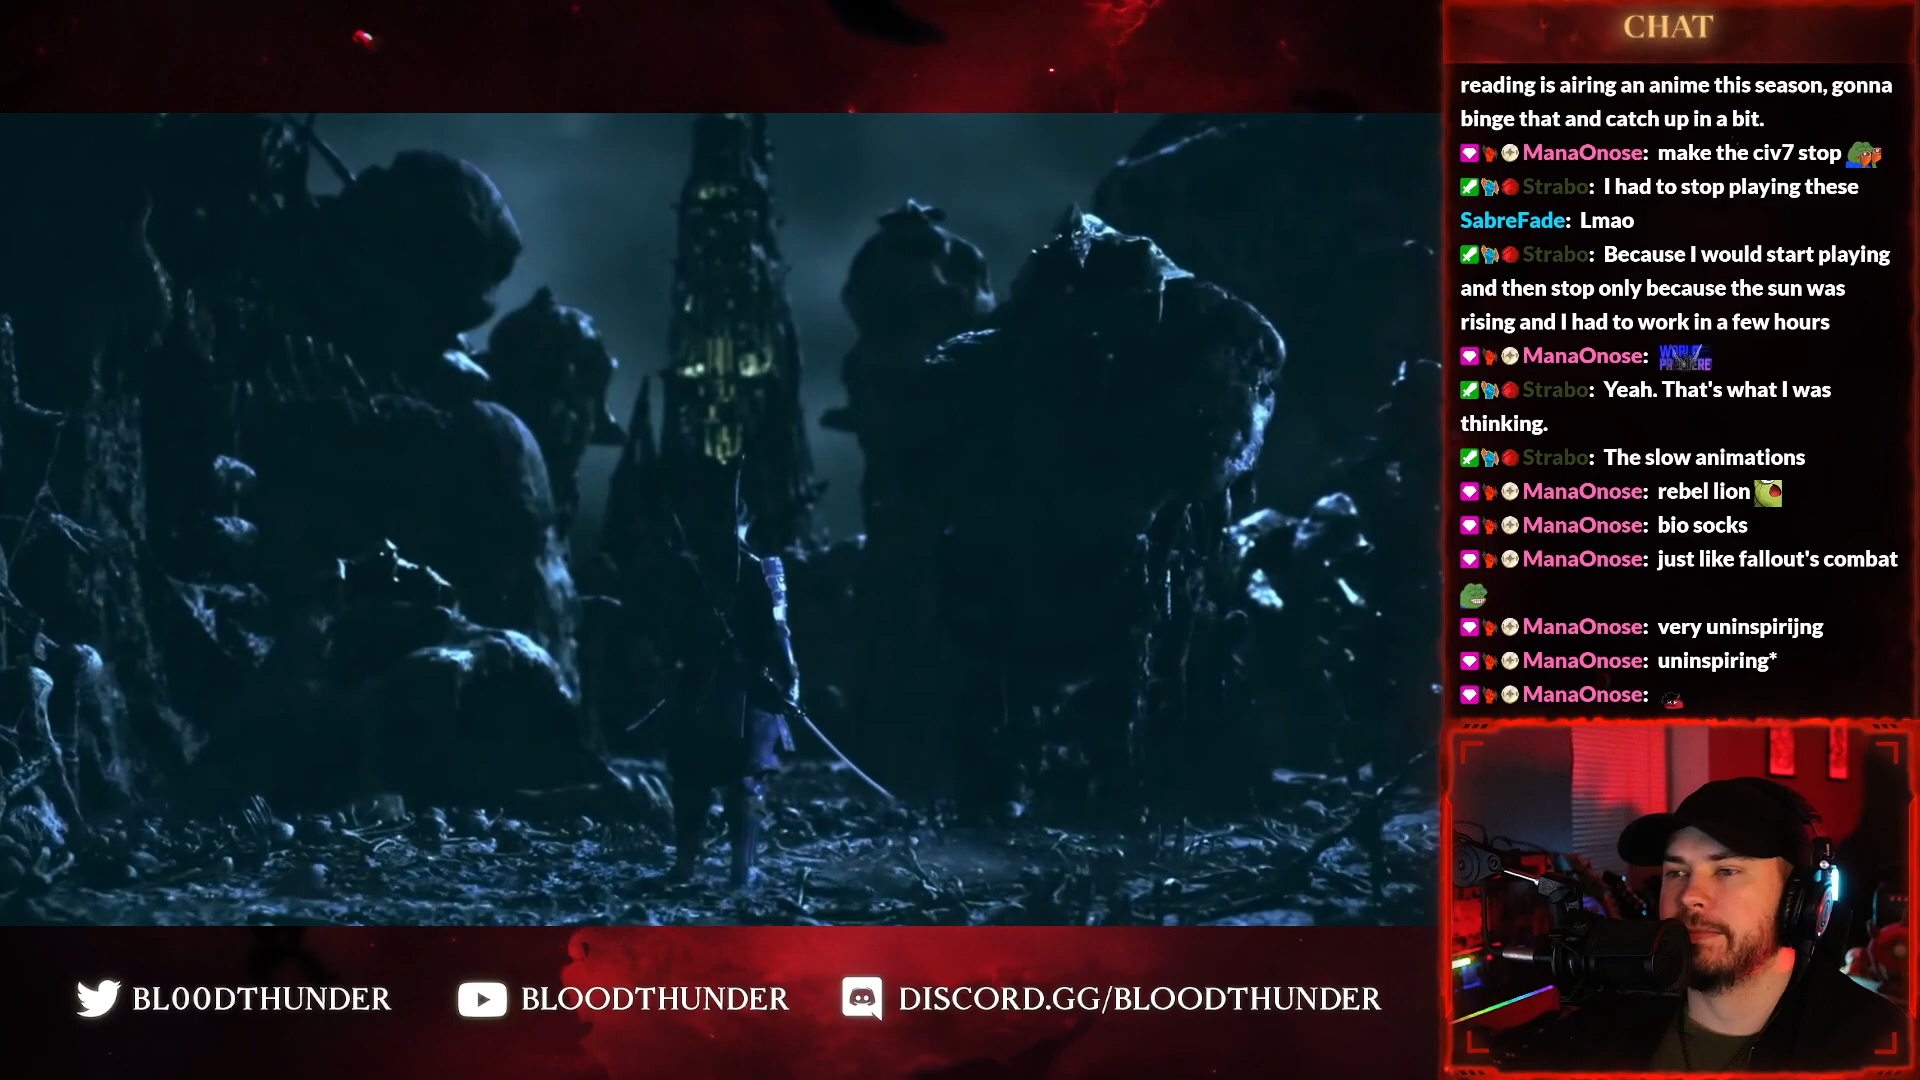 CHAT
reading is airing an anime this season, gonna
binge that and catch up in a bit.
ManaOnose: make the civ7 stop
Strabo: I had to stop playing these
SabreFade: Lmao
Strabo: Because I would start playing
and then stop only because the sun was
rising and I had to work in a few hours
ManaOnose: WORLD
PREMIERE
Strabo: Yeah. That's what I was
thinking.
Strabo: The slow animations
ManaOnose: rebel lion
ManaOnose: bio socks
ManaOnose: just like fallout's combat
ManaOnose: very uninspirijng
ManaOnose: uninspiring*
ManaOnose:
BL00DTHUNDER
BLOODTHUNDER
DISCORD.GG/BLOODTHUNDER